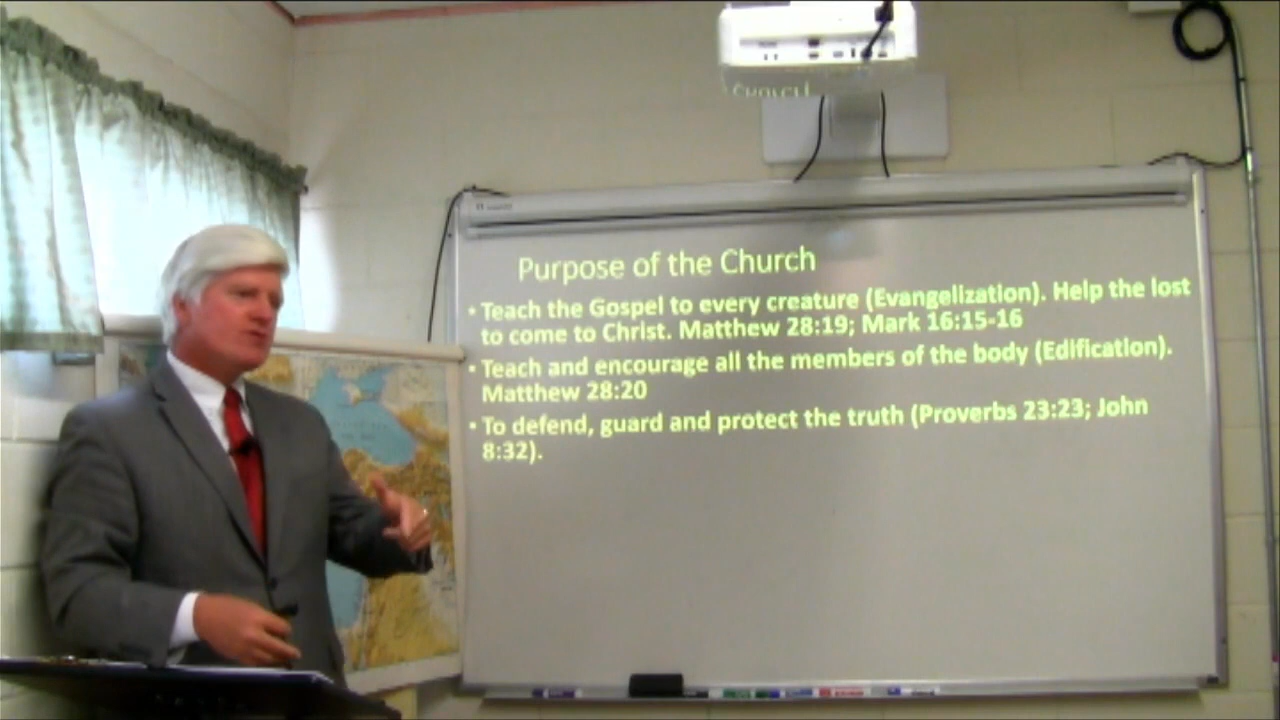 Purpose of the Church
• Teach the Gospel to every creature (Evangelization). Help the lost
to come to Christ. Matthew 28:19; Mark 16:15-16
• Teach and encourage all the members of the body (Edification).
Matthew 28:20
• To defend, guard and protect the truth (Proverbs 23:23; John
8:32).